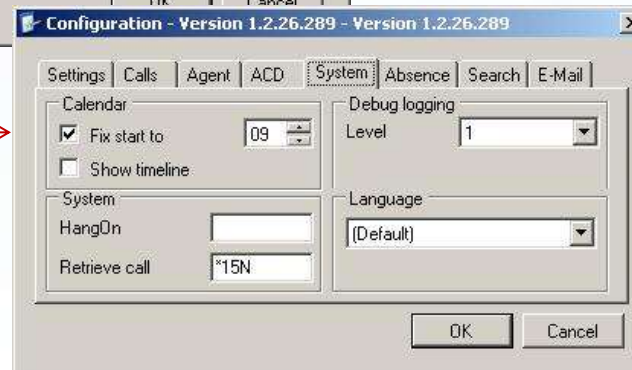 OK Cancel
Configuration - Version 1.2.26.289 - Version 1.2.26.289
Settings Calls Agent ACD System Absence Search E-Mail
Calendar Debug logging
Fix start to 09 Level 1
Show timeline
System Language
HangOn (Default)
Retrieve call *15N
OK Cancel